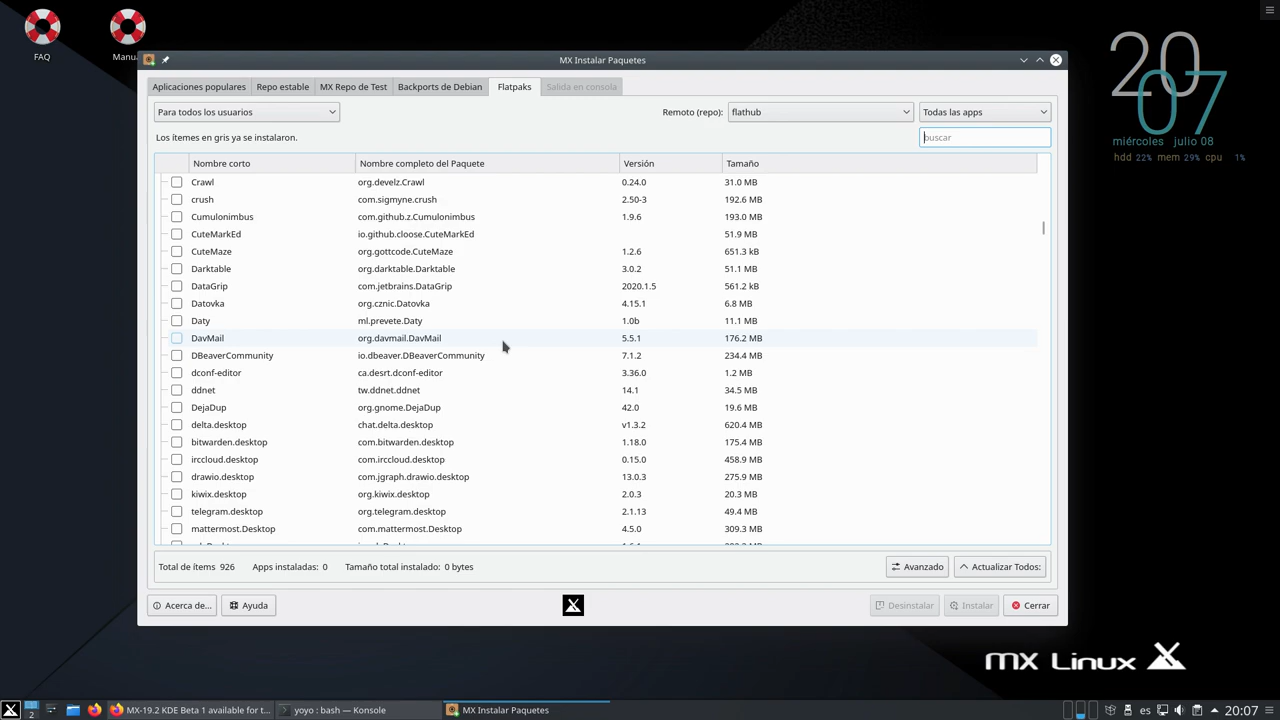 FAQ
Manua
MX Instalar Paquetes
20
07
miércoles julio 08
hdd 22% mem 29% cpu 1%
Aplicaciones populares
Repo estable
MX Repo de Test
Backports de Debian
Flatpaks
Salida en consola
Para todos los usuarios
Remoto (repo):
flathub
Todas las apps
Los ítemes en gris ya se instalaron.
buscar
Nombre corto Nombre completo del Paquete Versión Tamaño
Crawl org.develz.Crawl 0.24.0 31.0 MB
crush com.sigmyne.crush 2.50-3 192.6 MB
Cumulonimbus com.github.z.Cumulonimbus 1.9.6 193.0 MB
CuteMarkEd io.github.cloose.CuteMarkEd 51.9 MB
CuteMaze org.gottcode.CuteMaze 1.2.6 651.3 kB
Darktable org.darktable.Darktable 3.0.2 51.1 MB
DataGrip com.jetbrains.DataGrip 2020.1.5 561.2 kB
Datovka org.cznic.Datovka 4.15.1 6.8 MB
Daty ml.prevete.Daty 1.0b 11.1 MB
DavMail org.davmail.DavMail 5.5.1 176.2 MB
DBeaverCommunity io.dbeaver.DBeaverCommunity 7.1.2 234.4 MB
dconf-editor ca.desrt.dconf-editor 3.36.0 1.2 MB
ddnet tw.ddnet.ddnet 14.1 34.5 MB
DejaDup org.gnome.DejaDup 42.0 19.6 MB
delta.desktop chat.delta.desktop v1.3.2 620.4 MB
bitwarden.desktop com.bitwarden.desktop 1.18.0 175.4 MB
irccloud.desktop com.irccloud.desktop 0.15.0 458.9 MB
drawio.desktop com.jgraph.drawio.desktop 13.0.3 275.9 MB
kiwix.desktop org.kiwix.desktop 2.0.3 20.3 MB
telegram.desktop org.telegram.desktop 2.1.13 49.4 MB
mattermost.Desktop com.mattermost.Desktop 4.5.0 309.3 MB
Total de ítems 926 Apps instaladas: 0 Tamaño total instalado: 0 bytes
Avanzado
Actualizar Todos:
Acerca de...
Ayuda
Desinstalar
Instalar
Cerrar
MX Linux
2
MX-19.2 KDE Beta 1 available for t...
yoyo : bash — Konsole
MX Instalar Paquetes
es
20:07